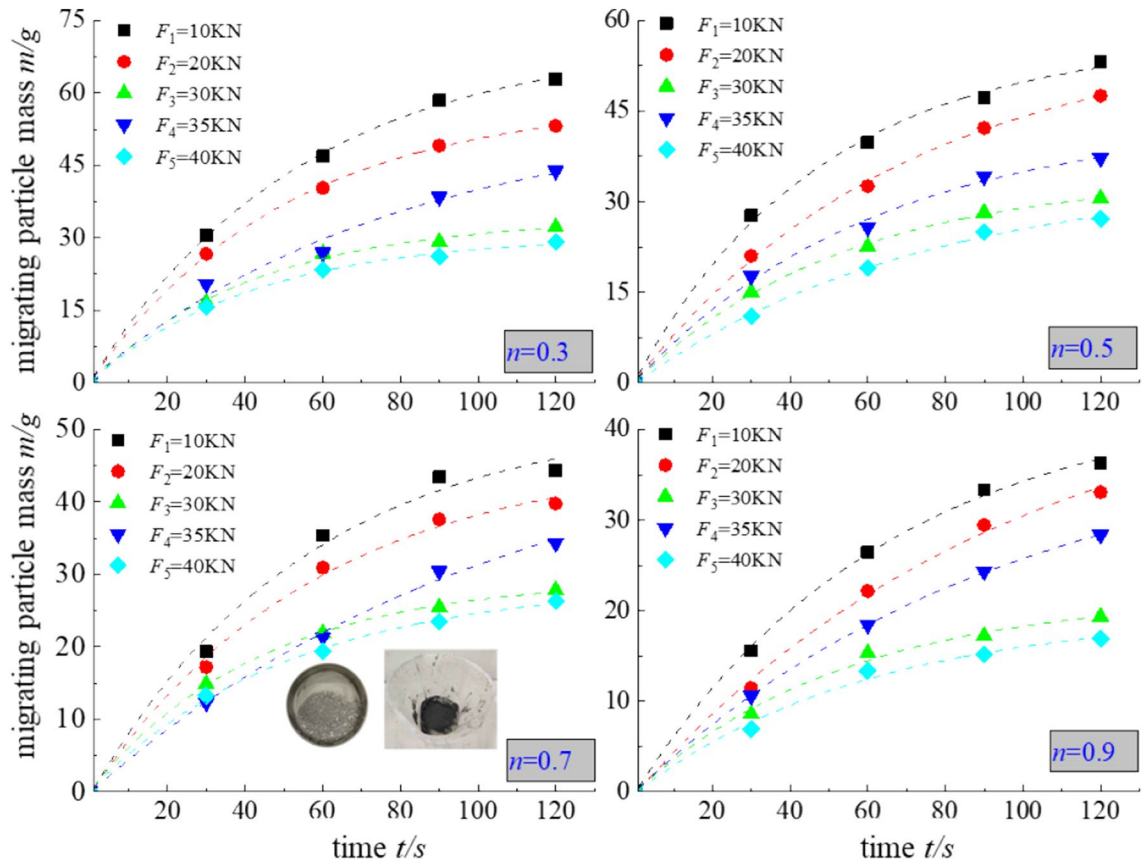 migrating particle mass m/g
75
60
45
30
15
0
F1=10KN
F2=20KN
F3=30KN
F4=35KN
F5=40KN
n=0.3
20 40 60 80 100 120
60
45
30
15
0
F1=10KN
F2=20KN
F3=30KN
F4=35KN
F5=40KN
n=0.5
20 40 60 80 100 120
migrating particle mass m/g
50
40
30
20
10
0
F1=10KN
F2=20KN
F3=30KN
F4=35KN
F5=40KN
n=0.7
20 40 60 80 100 120
time t/s
40
30
20
10
0
F1=10KN
F2=20KN
F3=30KN
F4=35KN
F5=40KN
n=0.9
20 40 60 80 100 120
time t/s